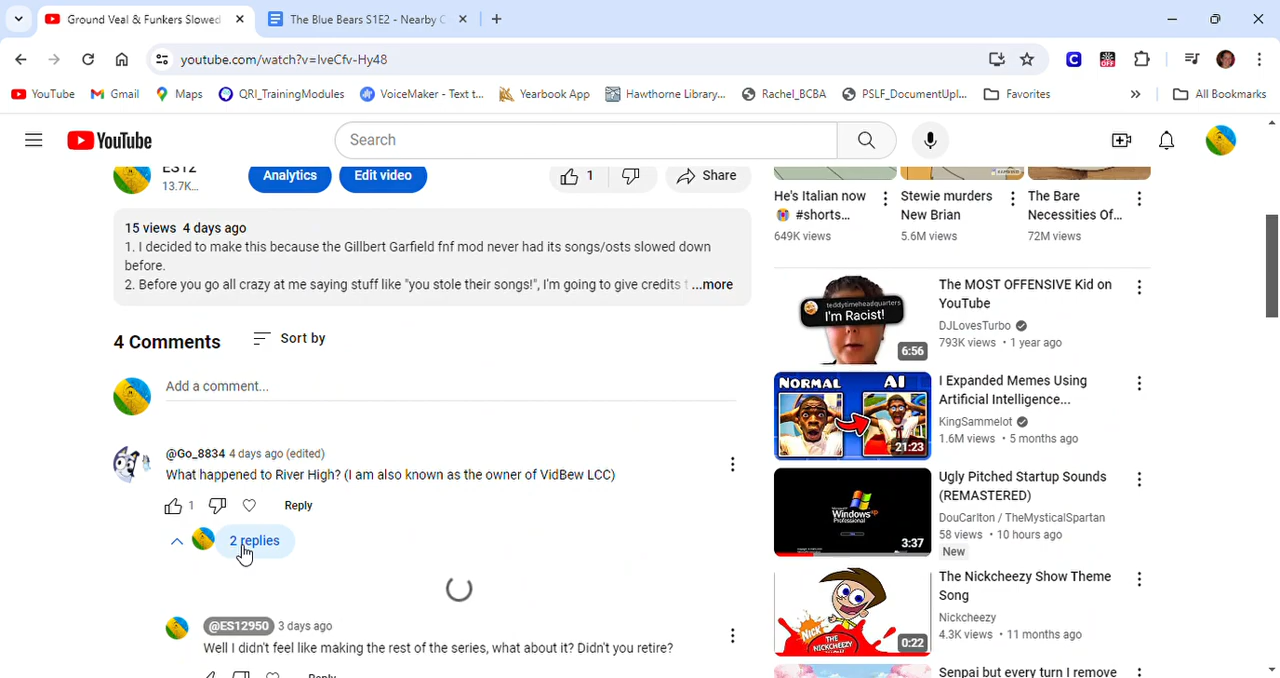 Ground Veal & Funkers Slowed
The Blue Bears S1E2 - Nearby C
youtube.com/watch?v=IveCfv-Hy48
YouTube
Gmail
Maps
QRI_TrainingModules
VoiceMaker - Text t...
Yearbook App
Hawthorne Library...
Rachel_BCBA
PSLF_DocumentUpl...
Favorites
»
All Bookmarks
YouTube
Search
13.7K...
Analytics
Edit video
1
Share
15 views 4 days ago
1. I decided to make this because the Gillbert Garfield fnf mod never had its songs/osts slowed down
before.
2. Before you go all crazy at me saying stuff like "you stole their songs!", I'm going to give credits t ...more
4 Comments
Sort by
Add a comment...
@Go_8834 4 days ago (edited)
What happened to River High? (I am also known as the owner of VidBew LCC)
1
Reply
2 replies
@ES12950 3 days ago
Well I didn't feel like making the rest of the series, what about it? Didn't you retire?
Reply
He's Italian now
#shorts...
649K views
Stewie murders
New Brian
5.6M views
The Bare
Necessities Of...
72M views
teddytimeheadquarters
I'm Racist!
6:56
The MOST OFFENSIVE Kid on
YouTube
DJLovesTurbo
793K views • 1 year ago
NORMAL
AI
21:23
I Expanded Memes Using
Artificial Intelligence...
KingSammelot
1.6M views • 5 months ago
Windows
Professional
3:37
Ugly Pitched Startup Sounds
(REMASTERED)
DouCarlton / TheMysticalSpartan
58 views • 10 hours ago
New
NICK
THE
NICKCHEEZY
0:22
The Nickcheezy Show Theme
Song
Nickcheezy
4.3K views • 11 months ago
Senpai but every turn I remove